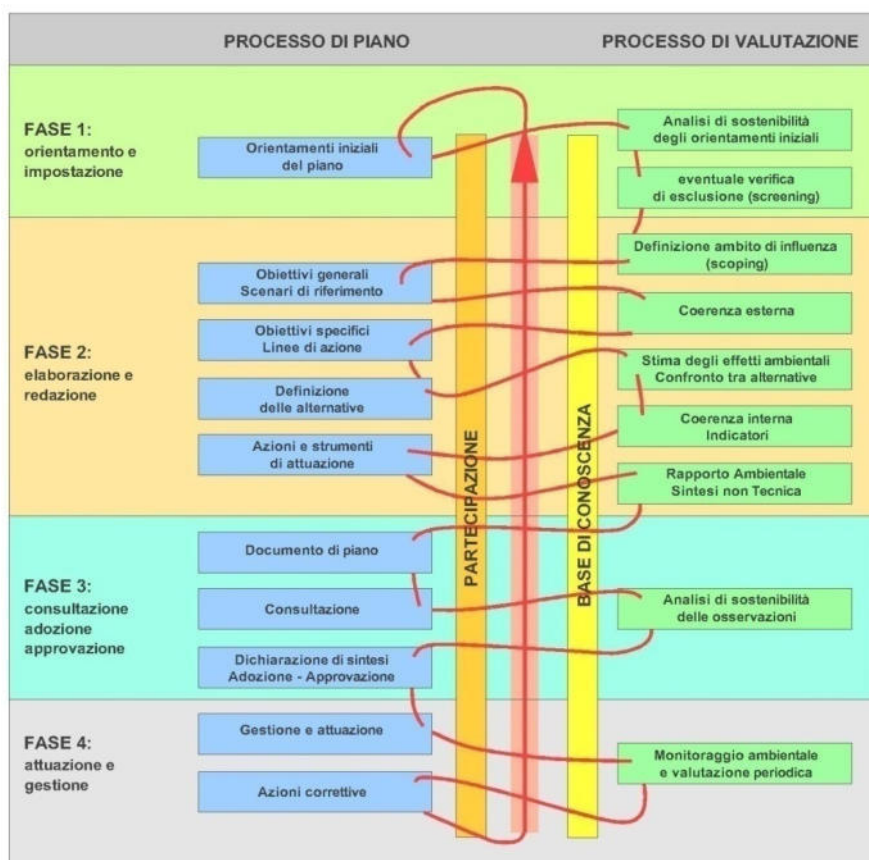 PROCESSO DI PIANO
PROCESSO DI VALUTAZIONE
FASE 1:
orientamento e
impostazione
Orientamenti iniziali
del piano
Analisi di sostenibilità
degli orientamenti iniziali
eventuale verifica
di esclusione (screening)
FASE 2:
elaborazione e
redazione
Obiettivi generali
Scenari di riferimento
Obiettivi specifici
Linee di azione
Definizione
delle alternative
Azioni e strumenti
di attuazione
Definizione ambito di influenza
(scoping)
Coerenza esterna
Stima degli effetti ambientali
Confronto tra alternative
Coerenza interna
Indicatori
Rapporto Ambientale
Sintesi non Tecnica
PARTECIPAZIONE
BASE DI CONOSCENZA
FASE 3:
consultazione
adozione
approvazione
Documento di piano
Consultazione
Dichiarazione di sintesi
Adozione - Approvazione
Analisi di sostenibilità
delle osservazioni
FASE 4:
attuazione e
gestione
Gestione e attuazione
Azioni correttive
Monitoraggio ambientale
e valutazione periodica